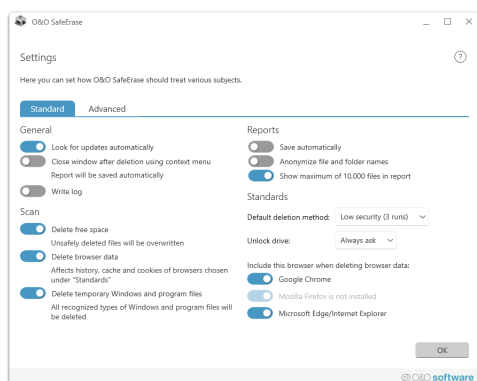 O&O SafeErase
Settings
Here you can set how O&O SafeErase should treat various subjects.
Standard
Advanced
General
Look for updates automatically
Close window after deletion using context menu
Report will be saved automatically
Write log
Scan
Delete free space
Unsafely deleted files will be overwritten
Delete browser data
Affects history, cache and cookies of browsers chosen
under "Standards"
Delete temporary Windows and program files
All recognized types of Windows and program files will
be deleted
Reports
Save automatically
Anonymize file and folder names
Show maximum of 10.000 files in report
Standards
Default deletion method: Low security (3 runs)
Unlock drive: Always ask
Include this browser when deleting browser data:
Google Chrome
Mozilla Firefox is not installed
Microsoft Edge/Internet Explorer
OK
O&O software